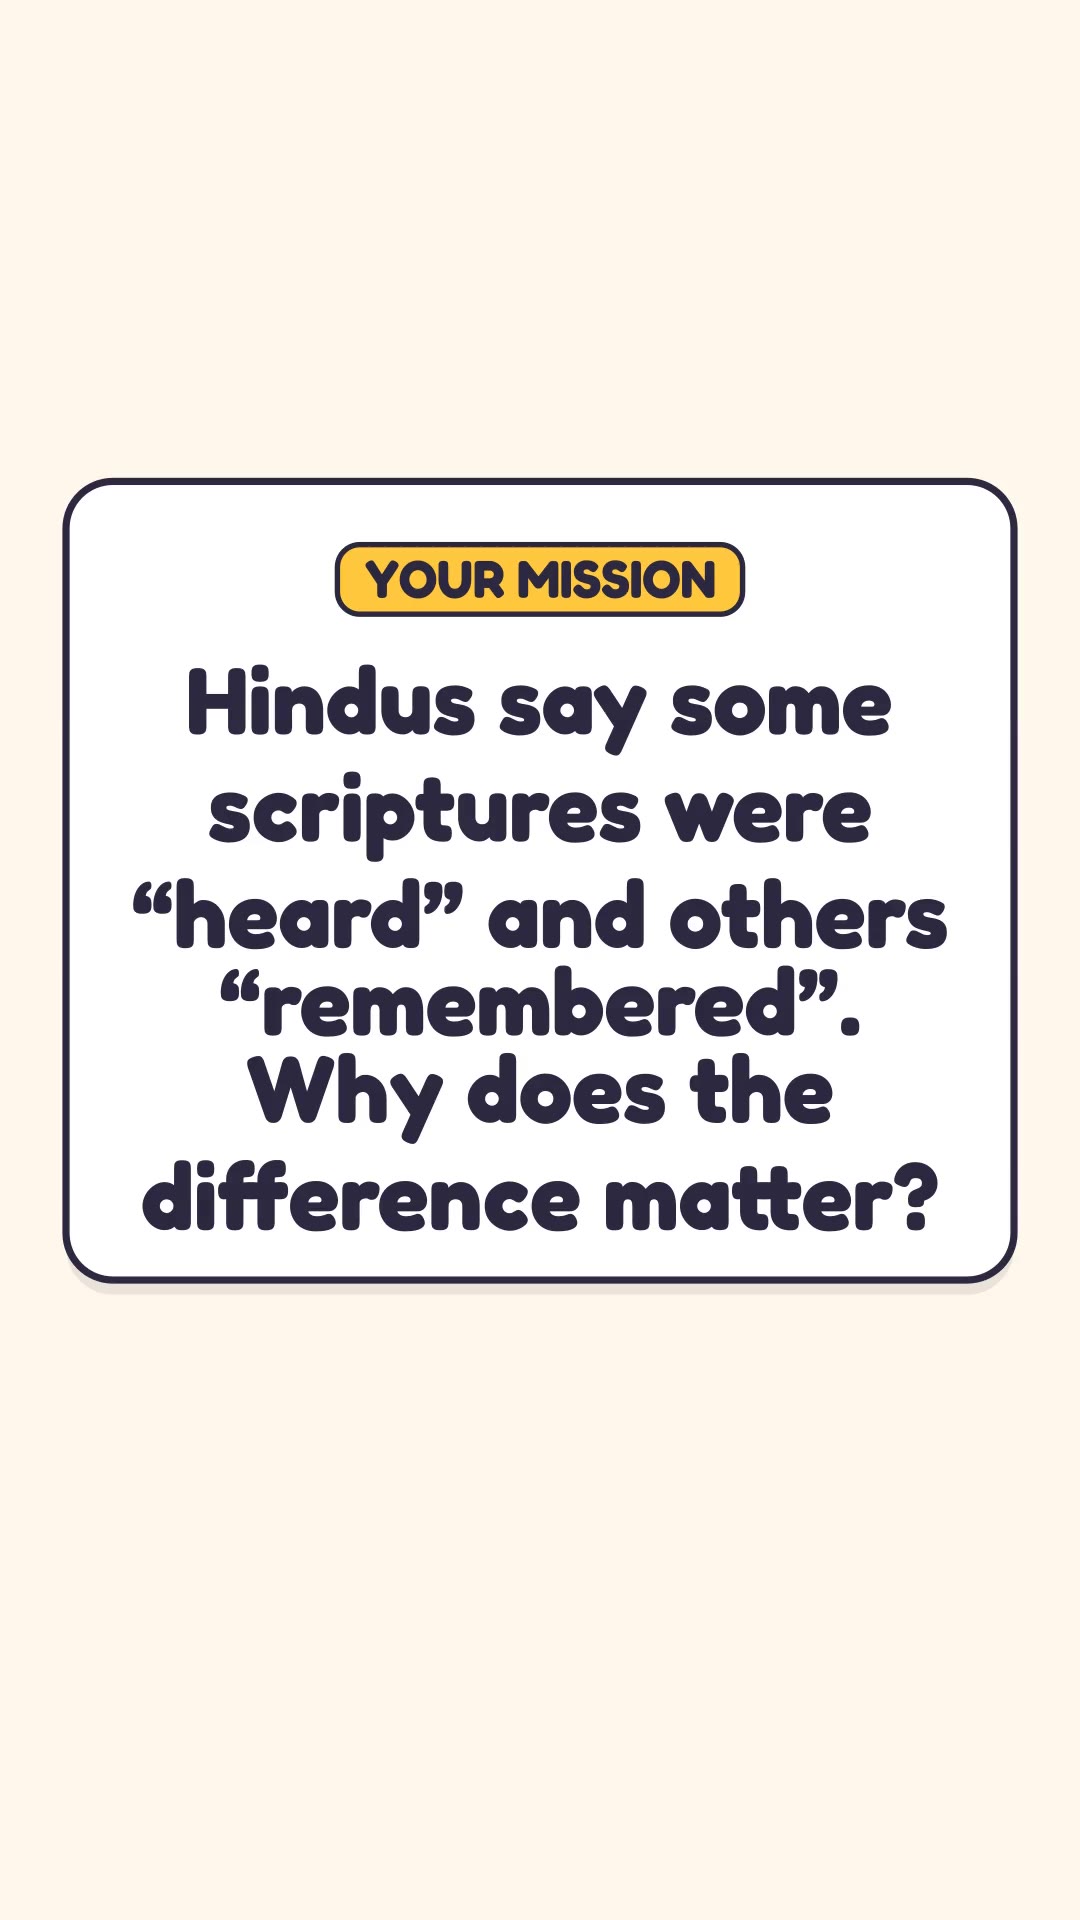 YOUR MISSION
Hindus say some
scriptures were
“heard” and others
“remembered”.
Why does the
difference matter?